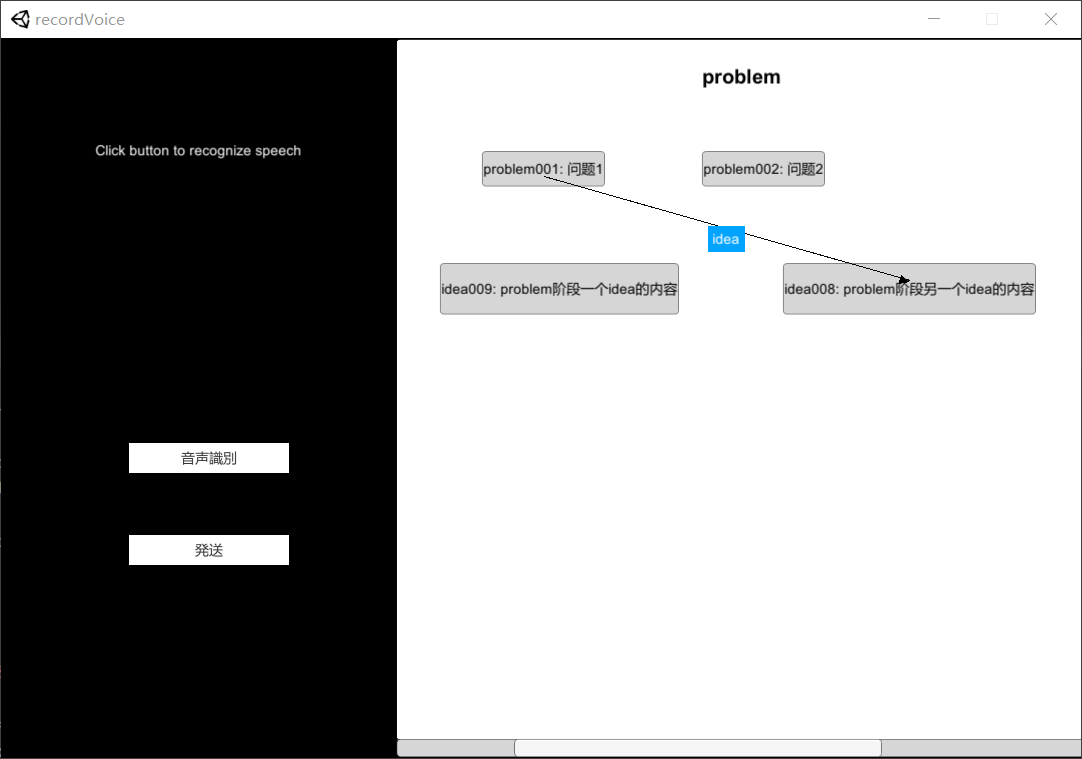 recordVoice
problem
Click button to recognize speech
problem001: 问题1
problem002: 问题2
idea
idea009: problem阶段一个idea的内容
idea008: problem阶段另一个idea的内容
音声識別
発送